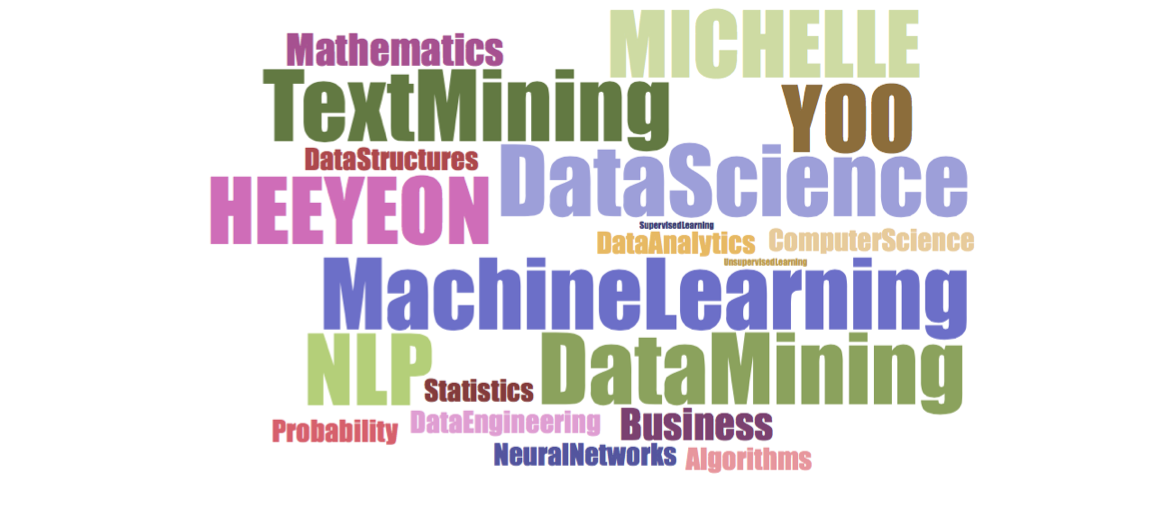 MICHELLE
Mathematics
TextMining
YOO
DataStructures
DataScience
HEEYEON
SupervisedLearning
DataAnalytics
ComputerScience
UnsupervisedLearning
MachineLearning
NLP
DataMining
Statistics
Probability
DataEngineering
Business
NeuralNetworks
Algorithms